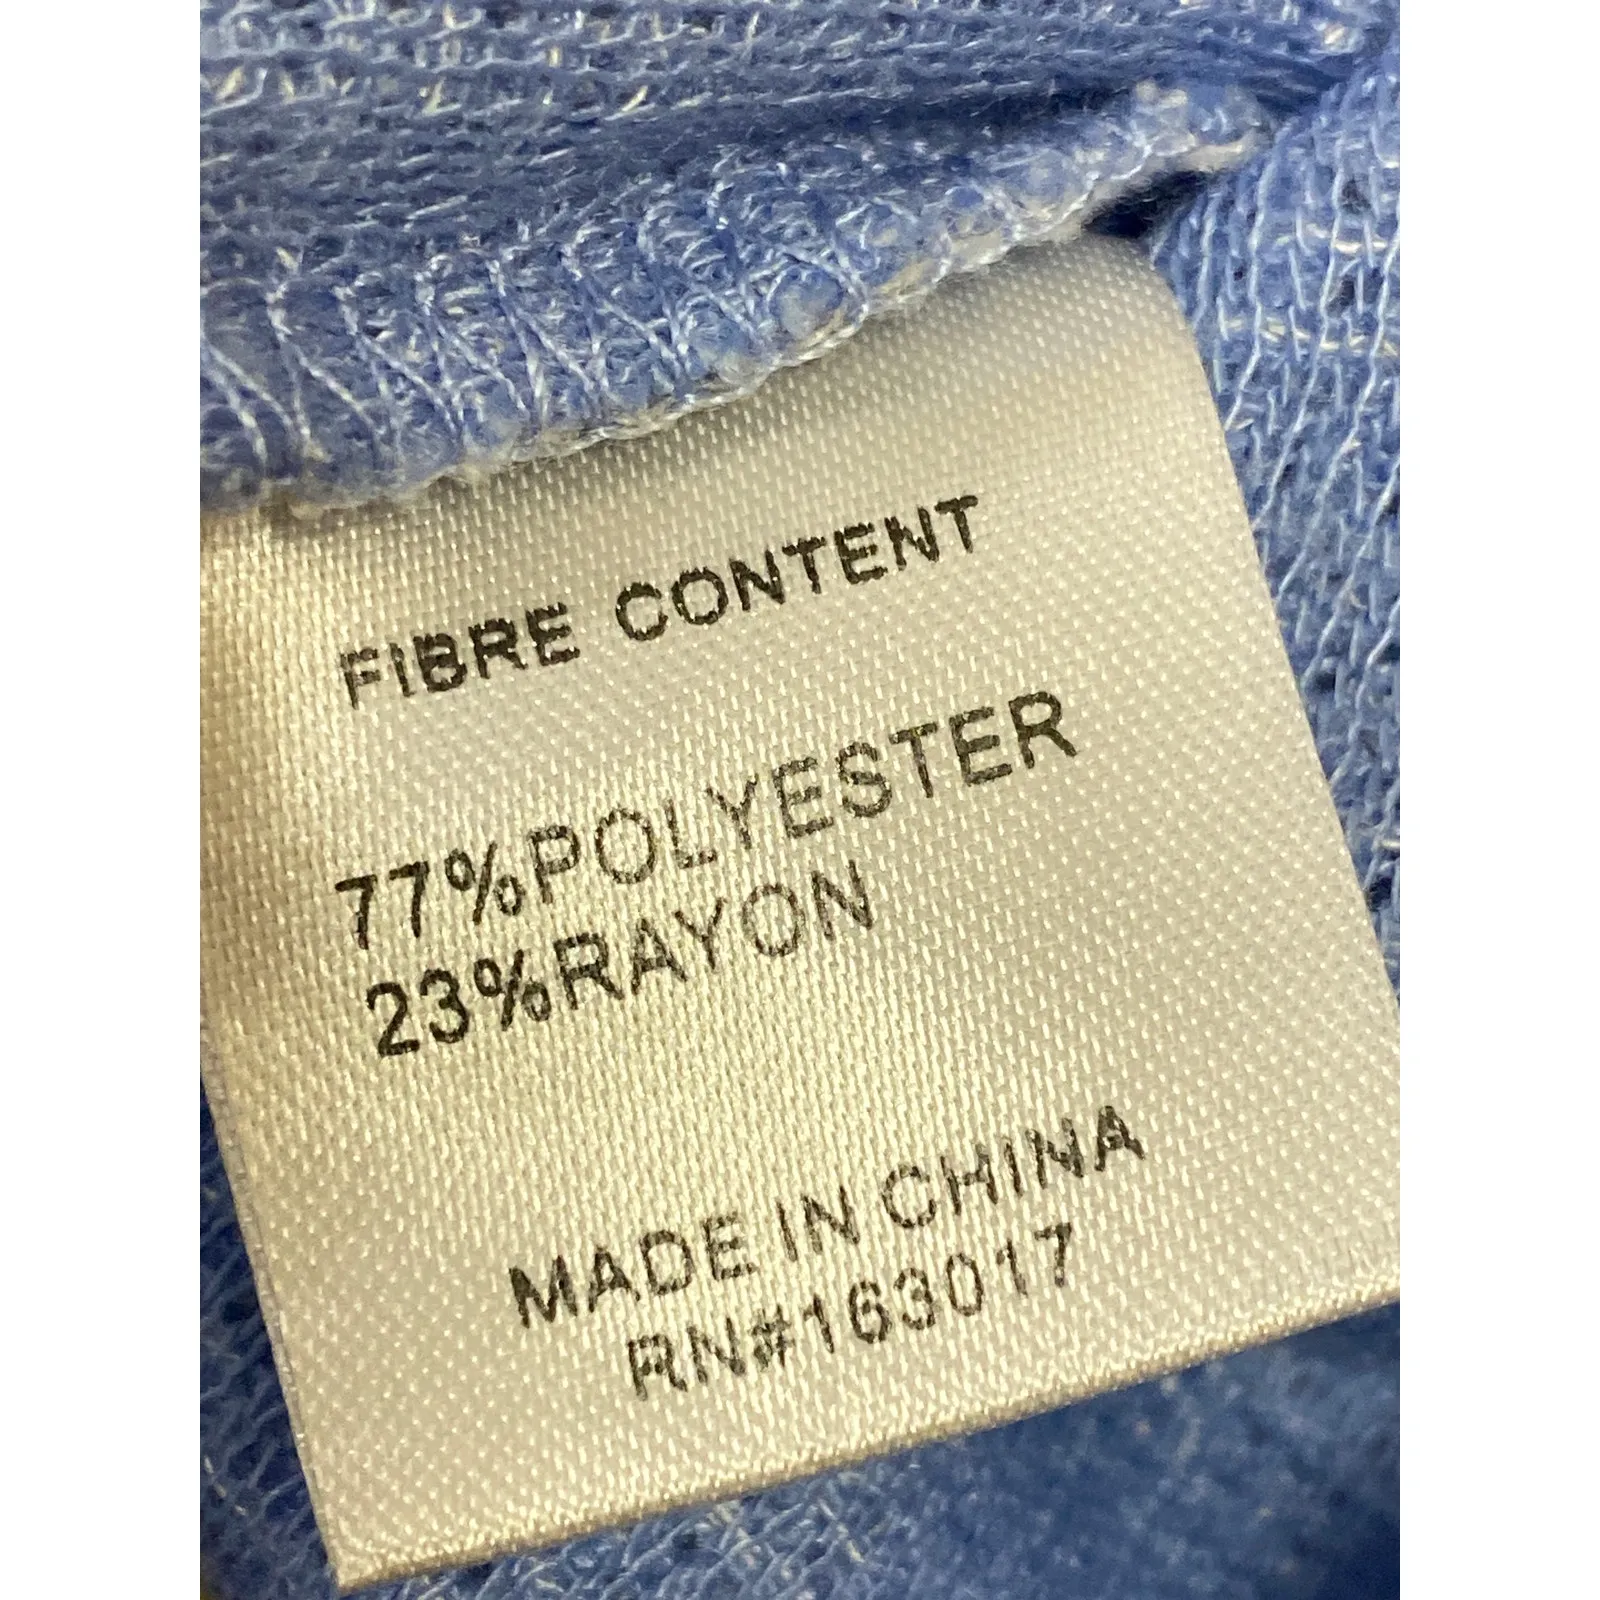 FIBRE CONTENT
77%POLYESTER
23%RAYON
MADE IN CHINA
RN#163017